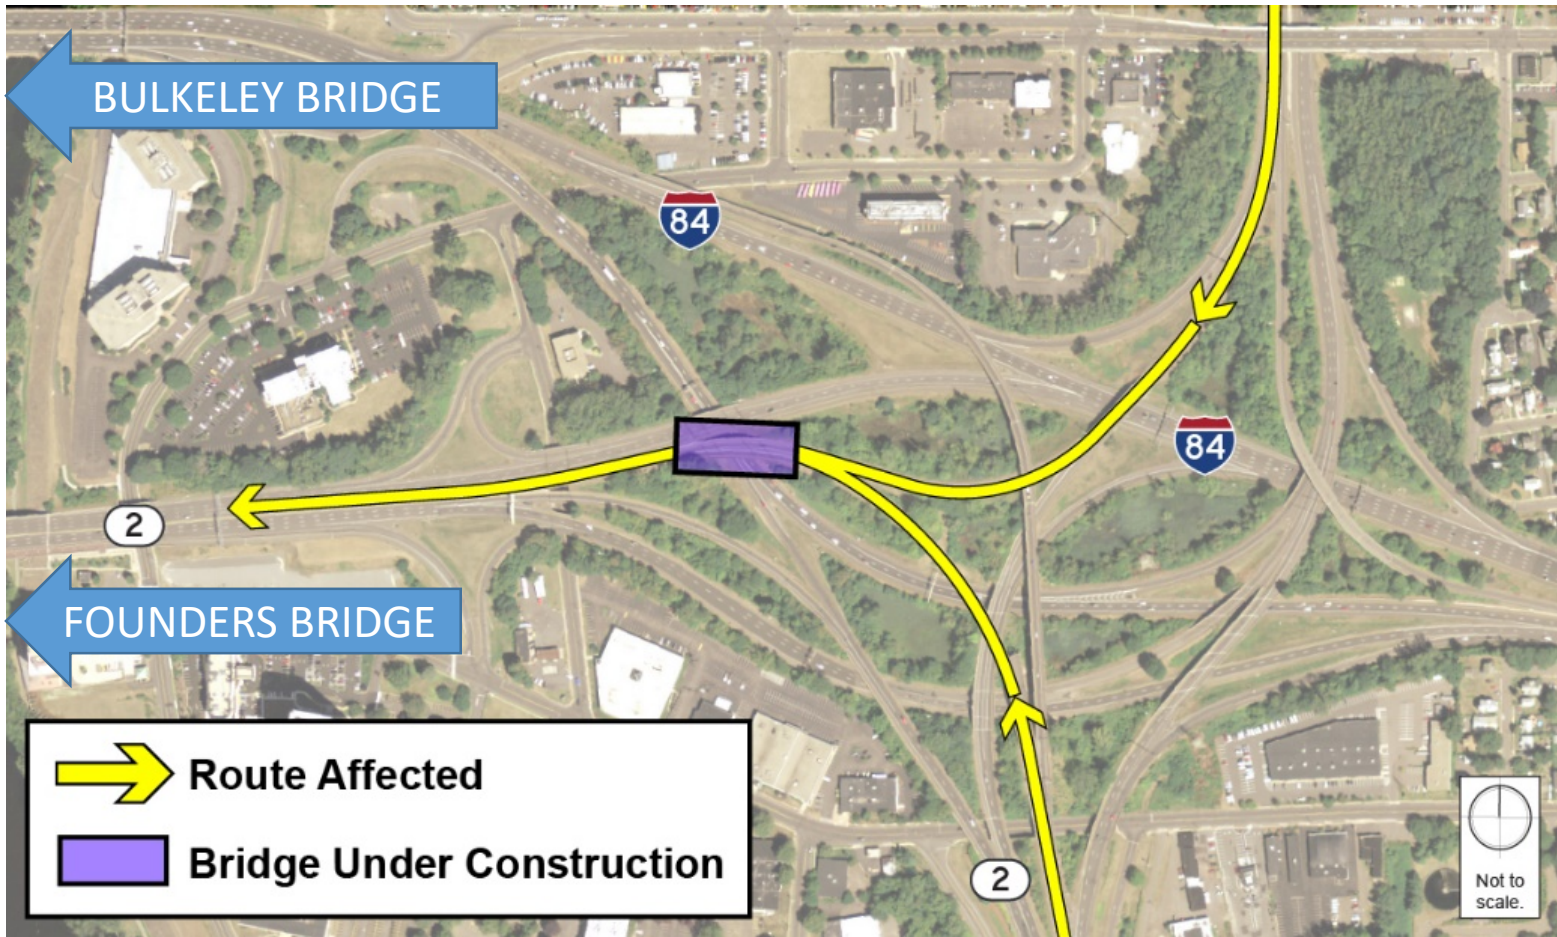 BULKELEY BRIDGE
84
84
2
FOUNDERS BRIDGE
Route Affected
Bridge Under Construction
2
Not to
scale.